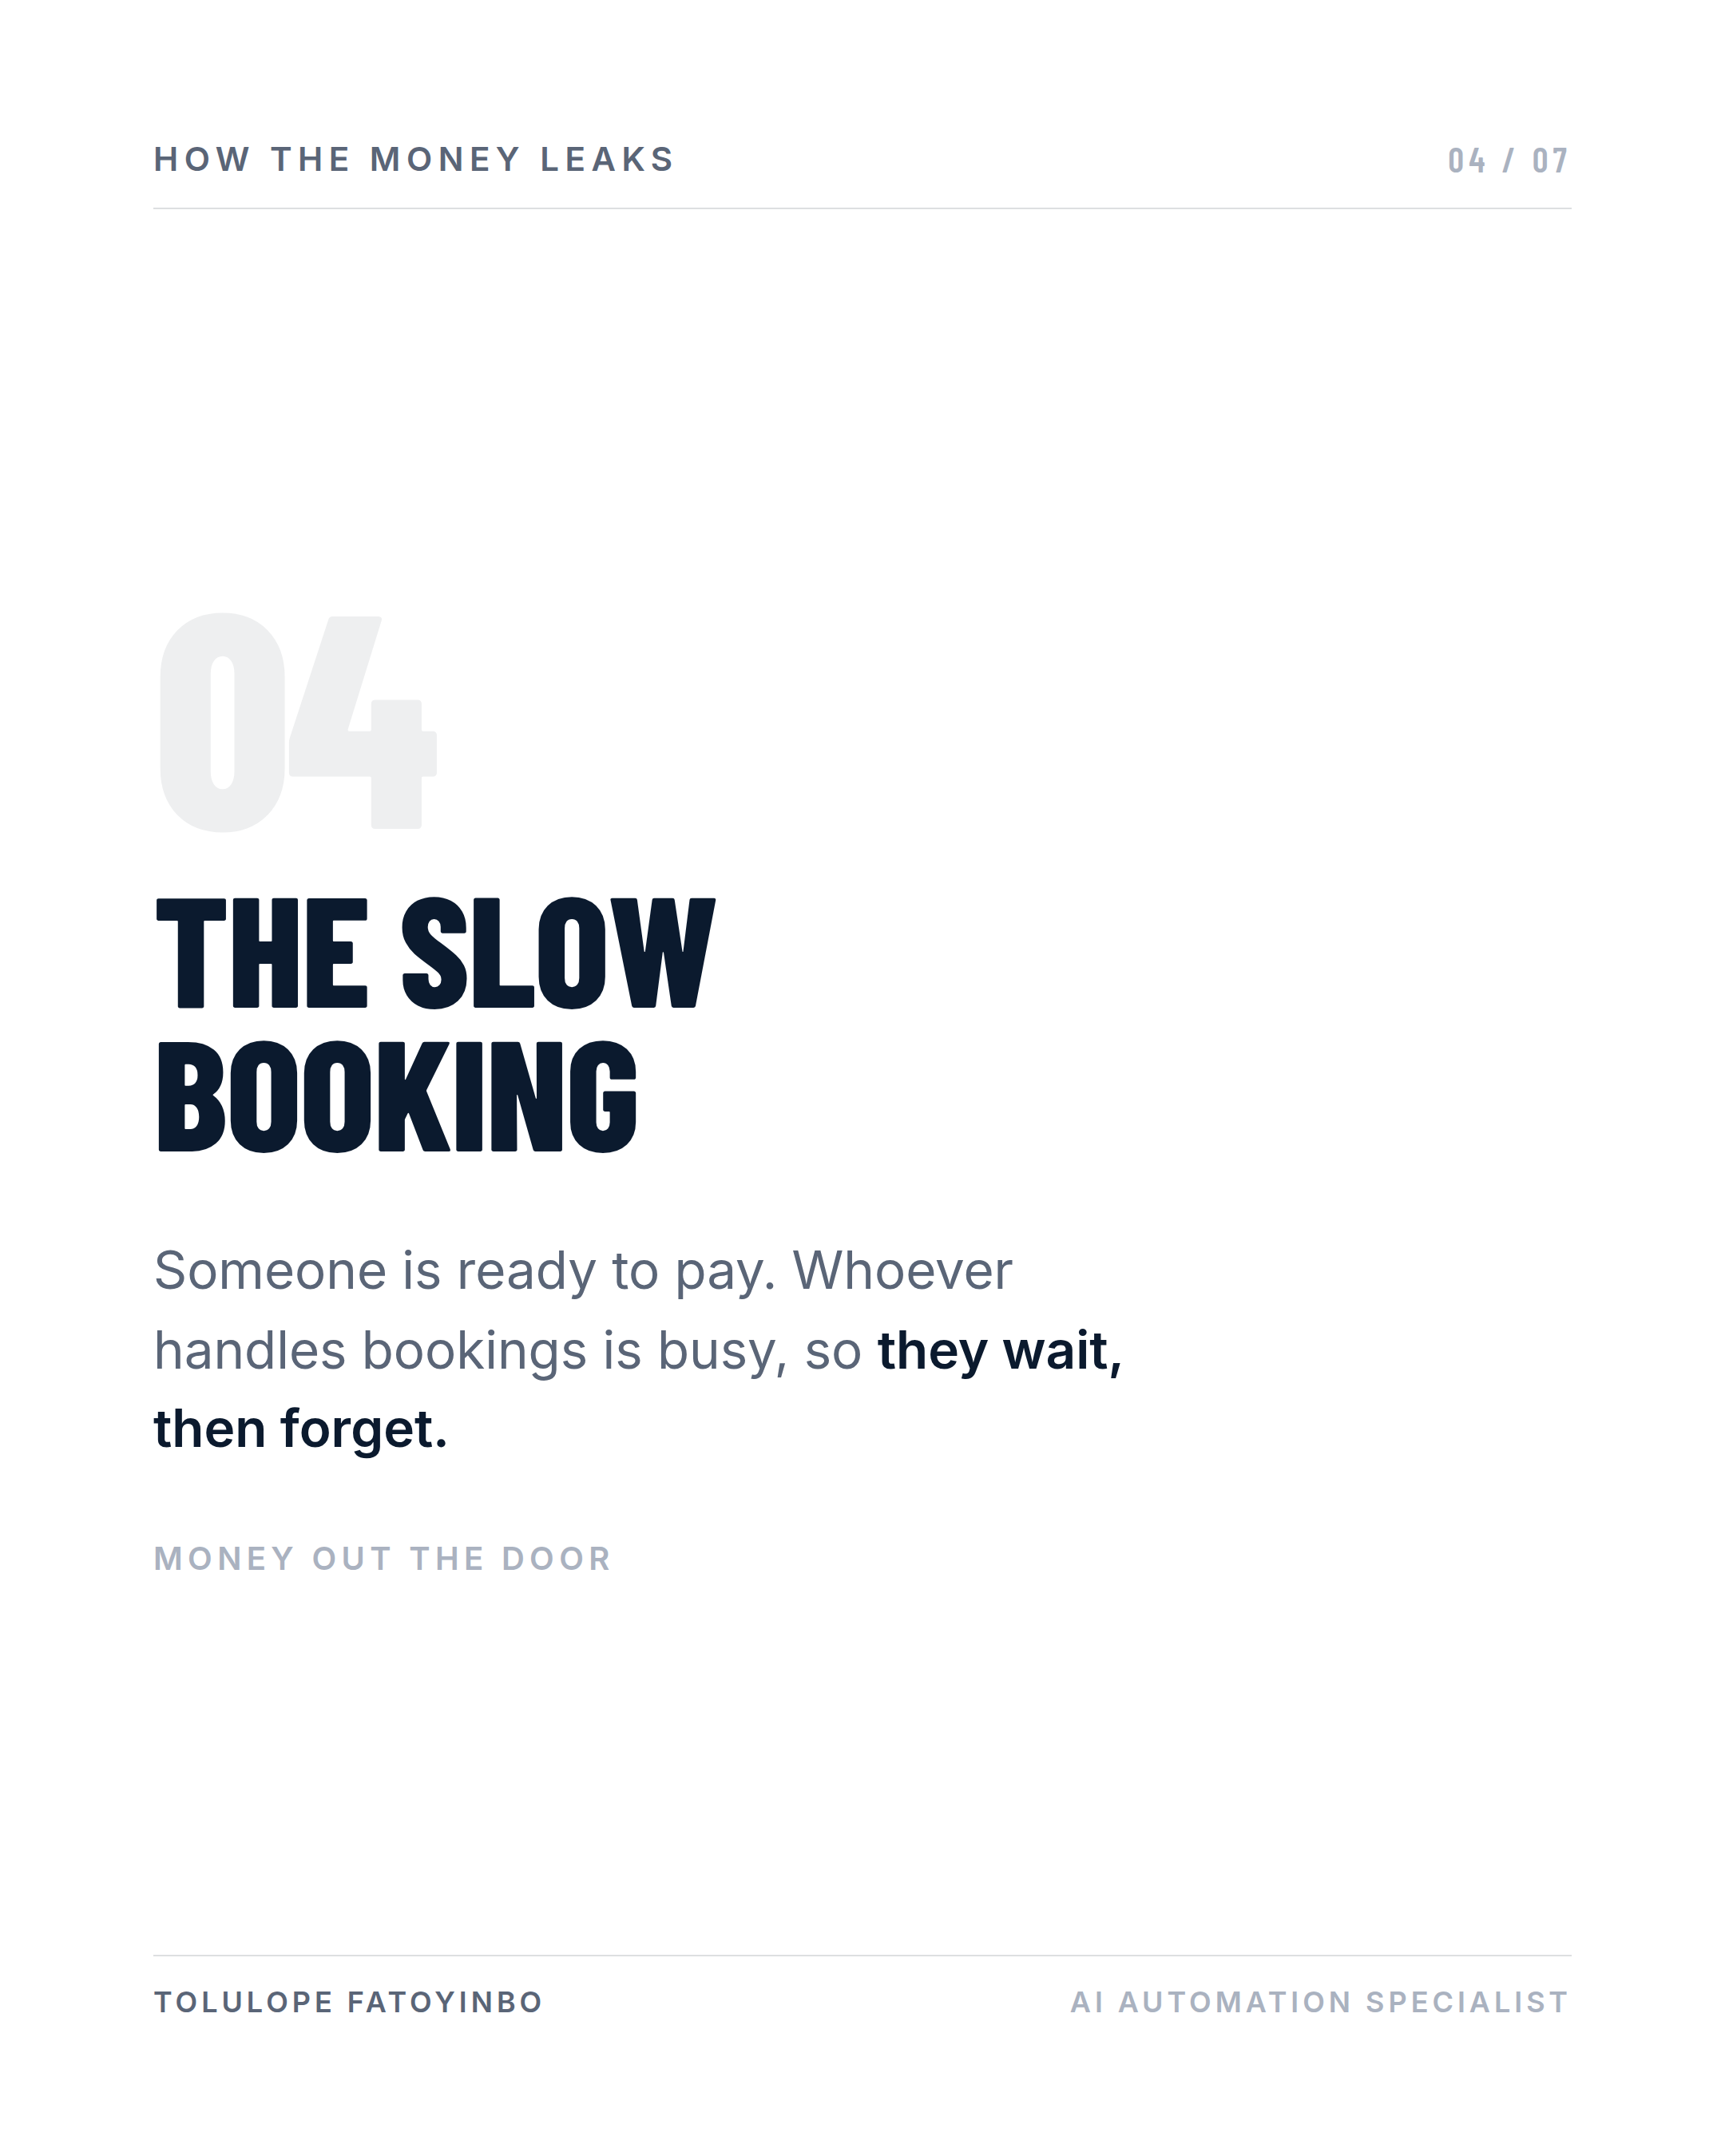 HOW THE MONEY LEAKS
04 / 07
04
THE SLOW
BOOKING
Someone is ready to pay. Whoever
handles bookings is busy, so they wait,
then forget.
MONEY OUT THE DOOR
TOLULOPE FATOYINBO
AI AUTOMATION SPECIALIST